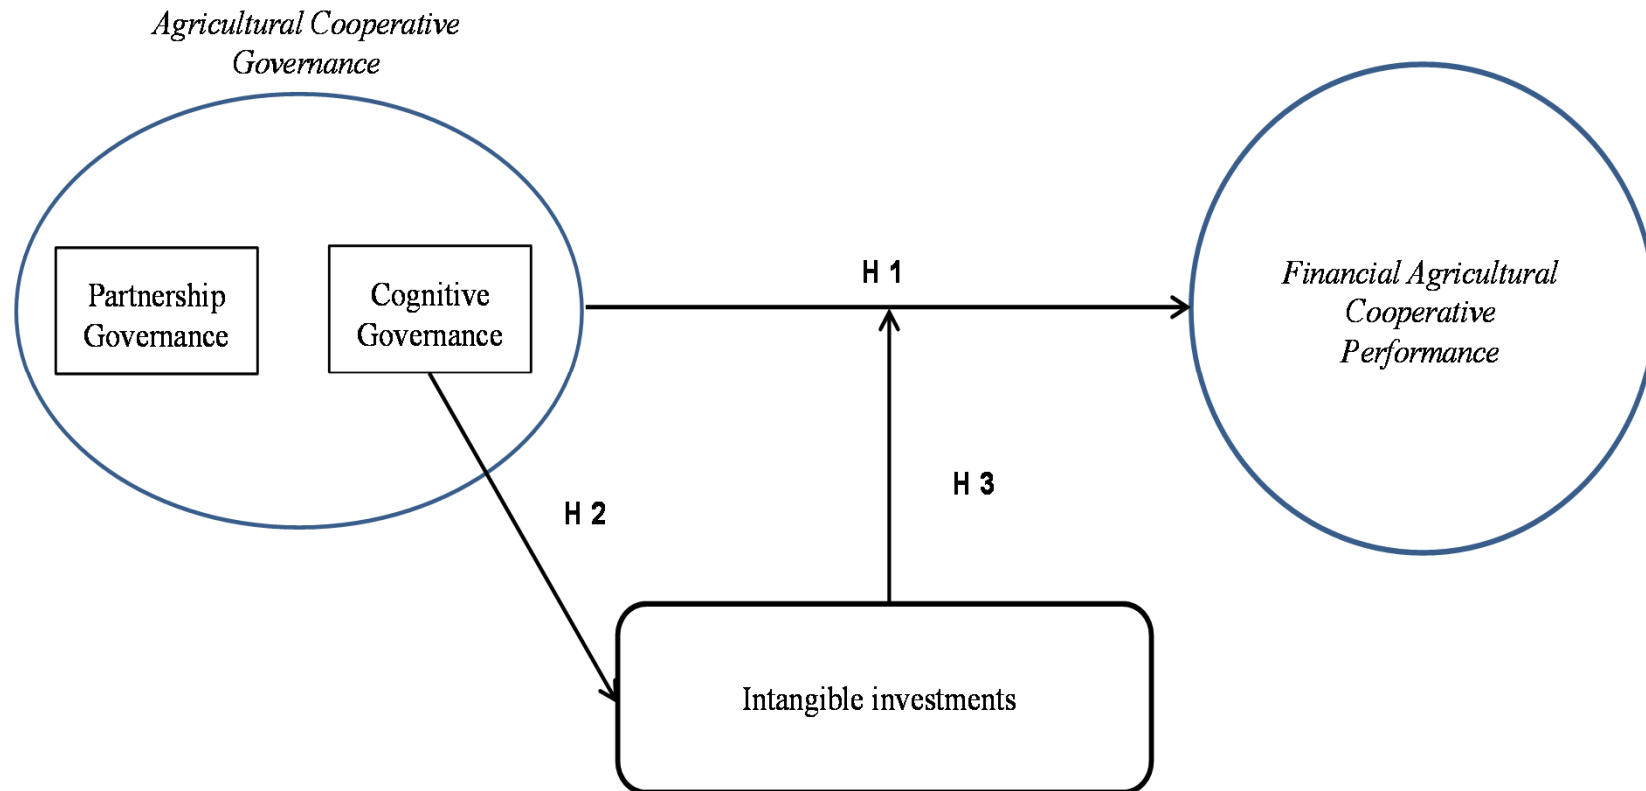 Agricultural Cooperative
Governance
Partnership
Governance
Cognitive
Governance
H 1
Financial Agricultural
Cooperative
Performance
H 2
H 3
Intangible investments